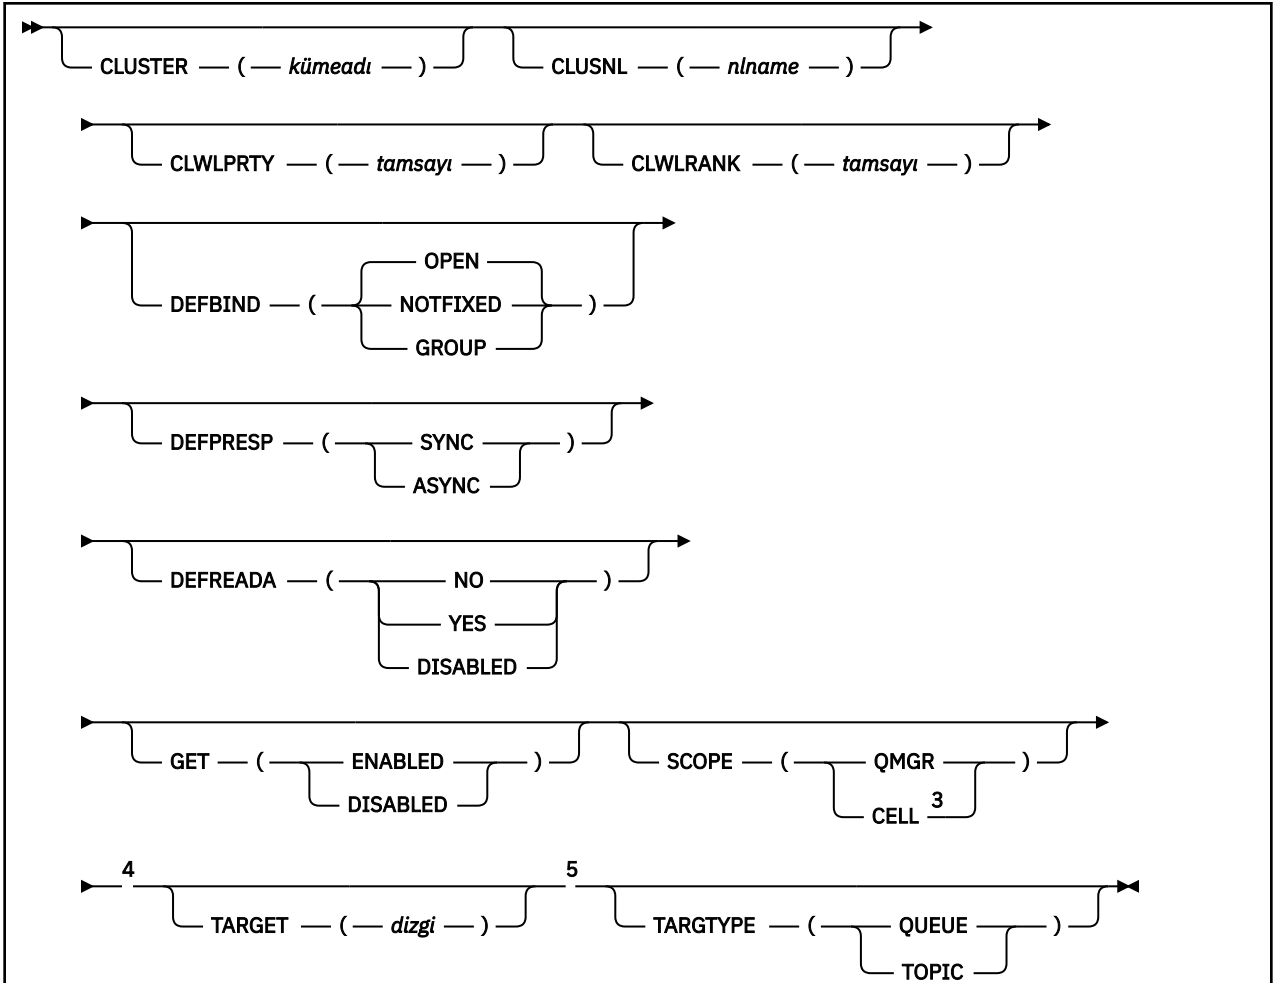 CLUSTER ( kümeadı ) CLUSNL ( nlname )
CLWLPRTY ( tamsayı ) CLWLRANK ( tamsayı )
OPEN
DEFBIND ( NOTFIXED )
GROUP
DEFPRESP ( SYNC )
ASYNC
DEFREADA ( NO )
YES
DISABLED
GET ( ENABLED ) SCOPE ( QMGR )
DISABLED CELL 3
4 5
TARGET ( dizgi ) TARGTYPE ( QUEUE )
TOPIC